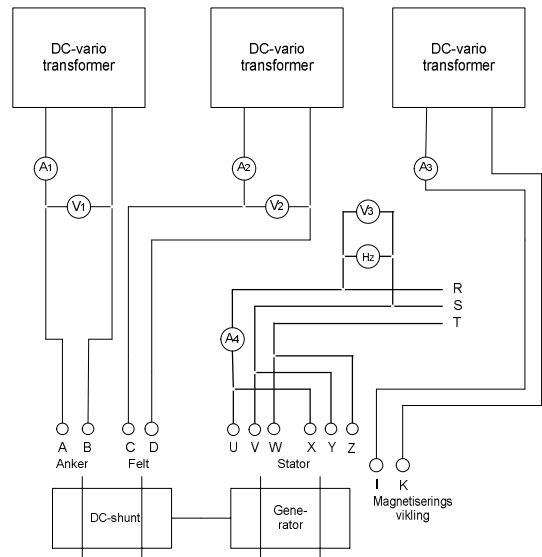 DC-vario
transformer
DC-vario
transformer
DC-vario
transformer
A1
A2
A3
V1
V2
V3
Hz
R
S
T
A4
A B C D U V W X Y Z
Anker Felt Stator
I K
Magnetiserings
vikling
DC-shunt
Gene-
rator